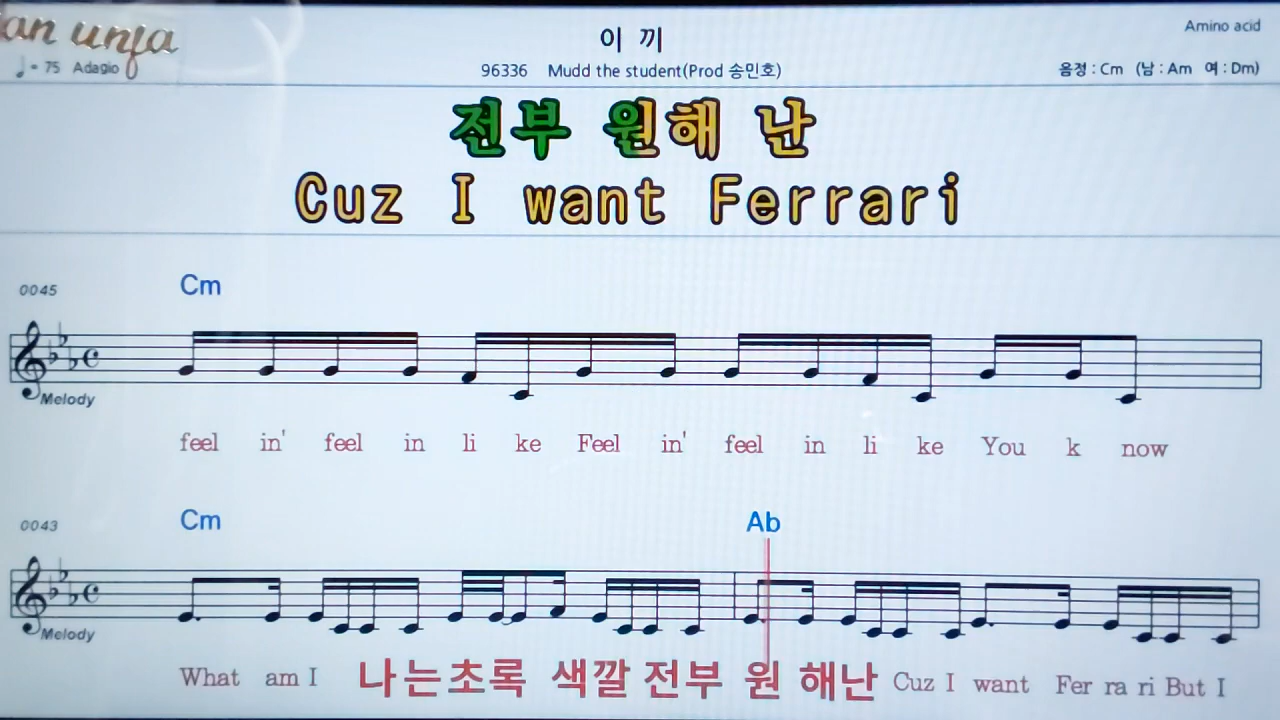 an unja
이 끼
Amino acid
♩= 75 Adagio
96336 Mudd the student(Prod 송민호)
음정 : Cm (남 : Am 여 : Dm)
전부 원해 난
Cuz I want Ferrari
0045
Cm
Melody
feel in' feel in li ke Feel in' feel in li ke You k now
0043
Cm Ab
Melody
What am I 나는초록 색깔 전부 원 해난 Cuz I want Fer ra ri But I